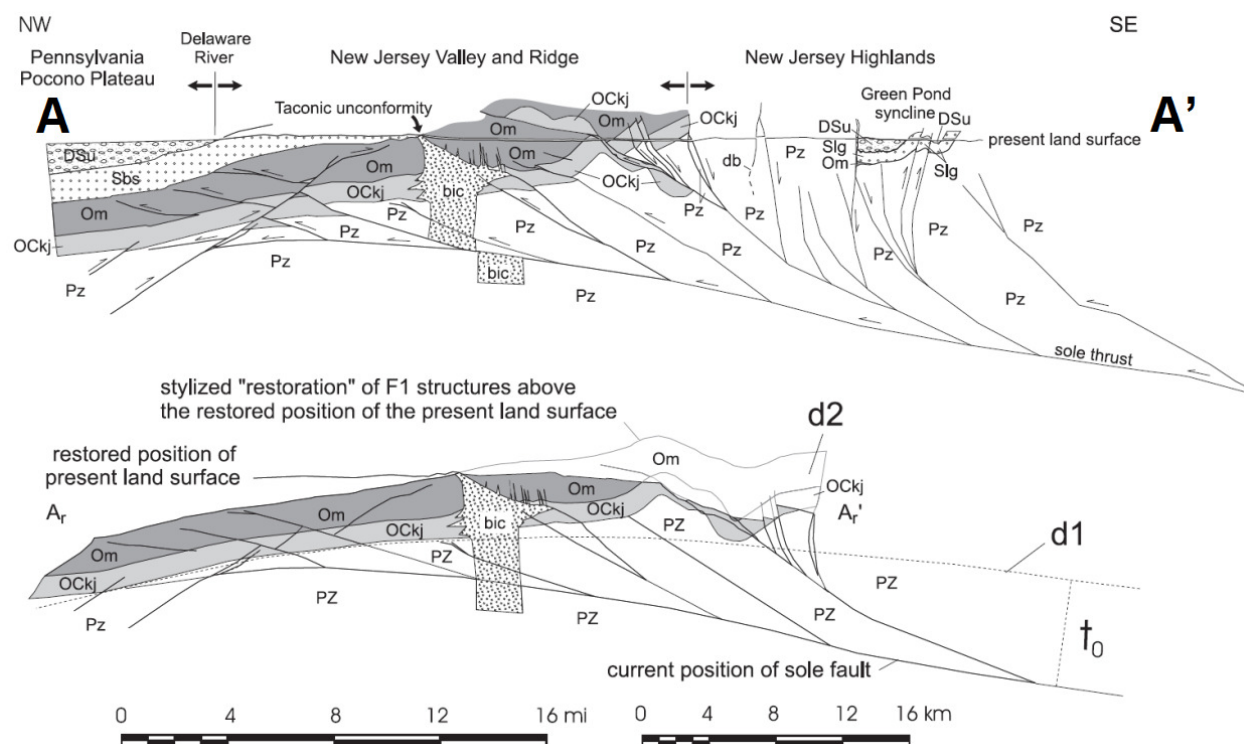 NW
SE
Pennsylvania
Pocono Plateau
Delaware
River
New Jersey Valley and Ridge
New Jersey Highlands
Green Pond
syncline
A
A'
Taconic unconformity
OCkj
Om
Om
OCkj
DSu
Slg
Om
DSu
Slg
present land surface
DSu
Sbs
Om
Om
OCkj
OCkj
Om
OCkj
bic
bic
db
Pz
Pz
Pz
Pz
Pz
Pz
Pz
Pz
Pz
Pz
Pz
Pz
sole thrust
stylized "restoration" of F1 structures above
the restored position of the present land surface
d2
restored position of
present land surface
Om
OCkj
Ar
Ar'
Om
Om
OCkj
OCkj
OCkj
bic
PZ
PZ
PZ
PZ
PZ
PZ
Pz
d1
t0
current position of sole fault
0 4 8 12 16 mi
0 4 8 12 16 km